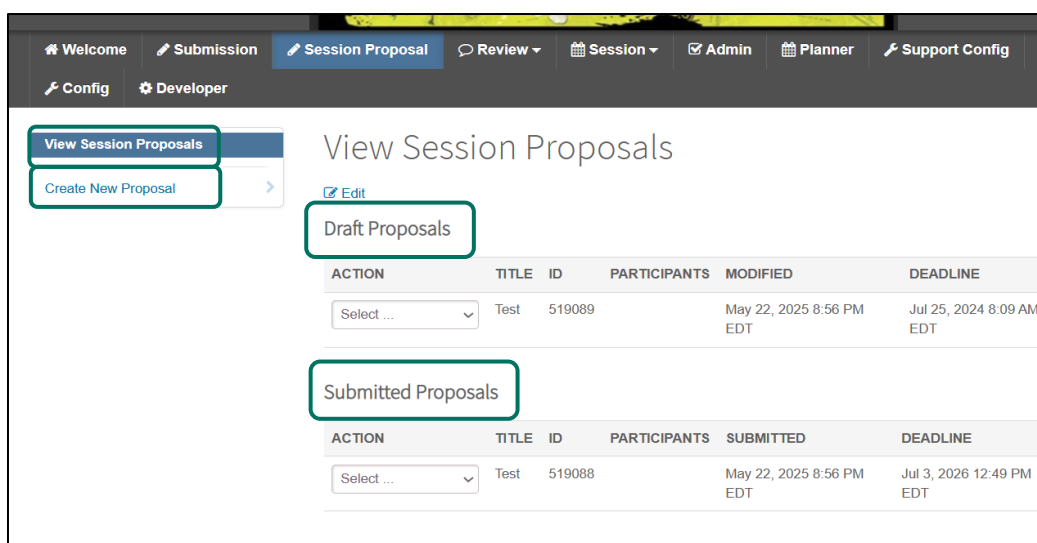 Welcome Submission Session Proposal Review Session Admin Planner Support Config
Config Developer
View Session Proposals
Create New Proposal
View Session Proposals
Edit
Draft Proposals
ACTION TITLE ID PARTICIPANTS MODIFIED DEADLINE
Select ... Test 519089 May 22, 2025 8:56 PM Jul 25, 2024 8:09 AM
EDT EDT
Submitted Proposals
ACTION TITLE ID PARTICIPANTS SUBMITTED DEADLINE
Select ... Test 519088 May 22, 2025 8:56 PM Jul 3, 2026 12:49 PM
EDT EDT